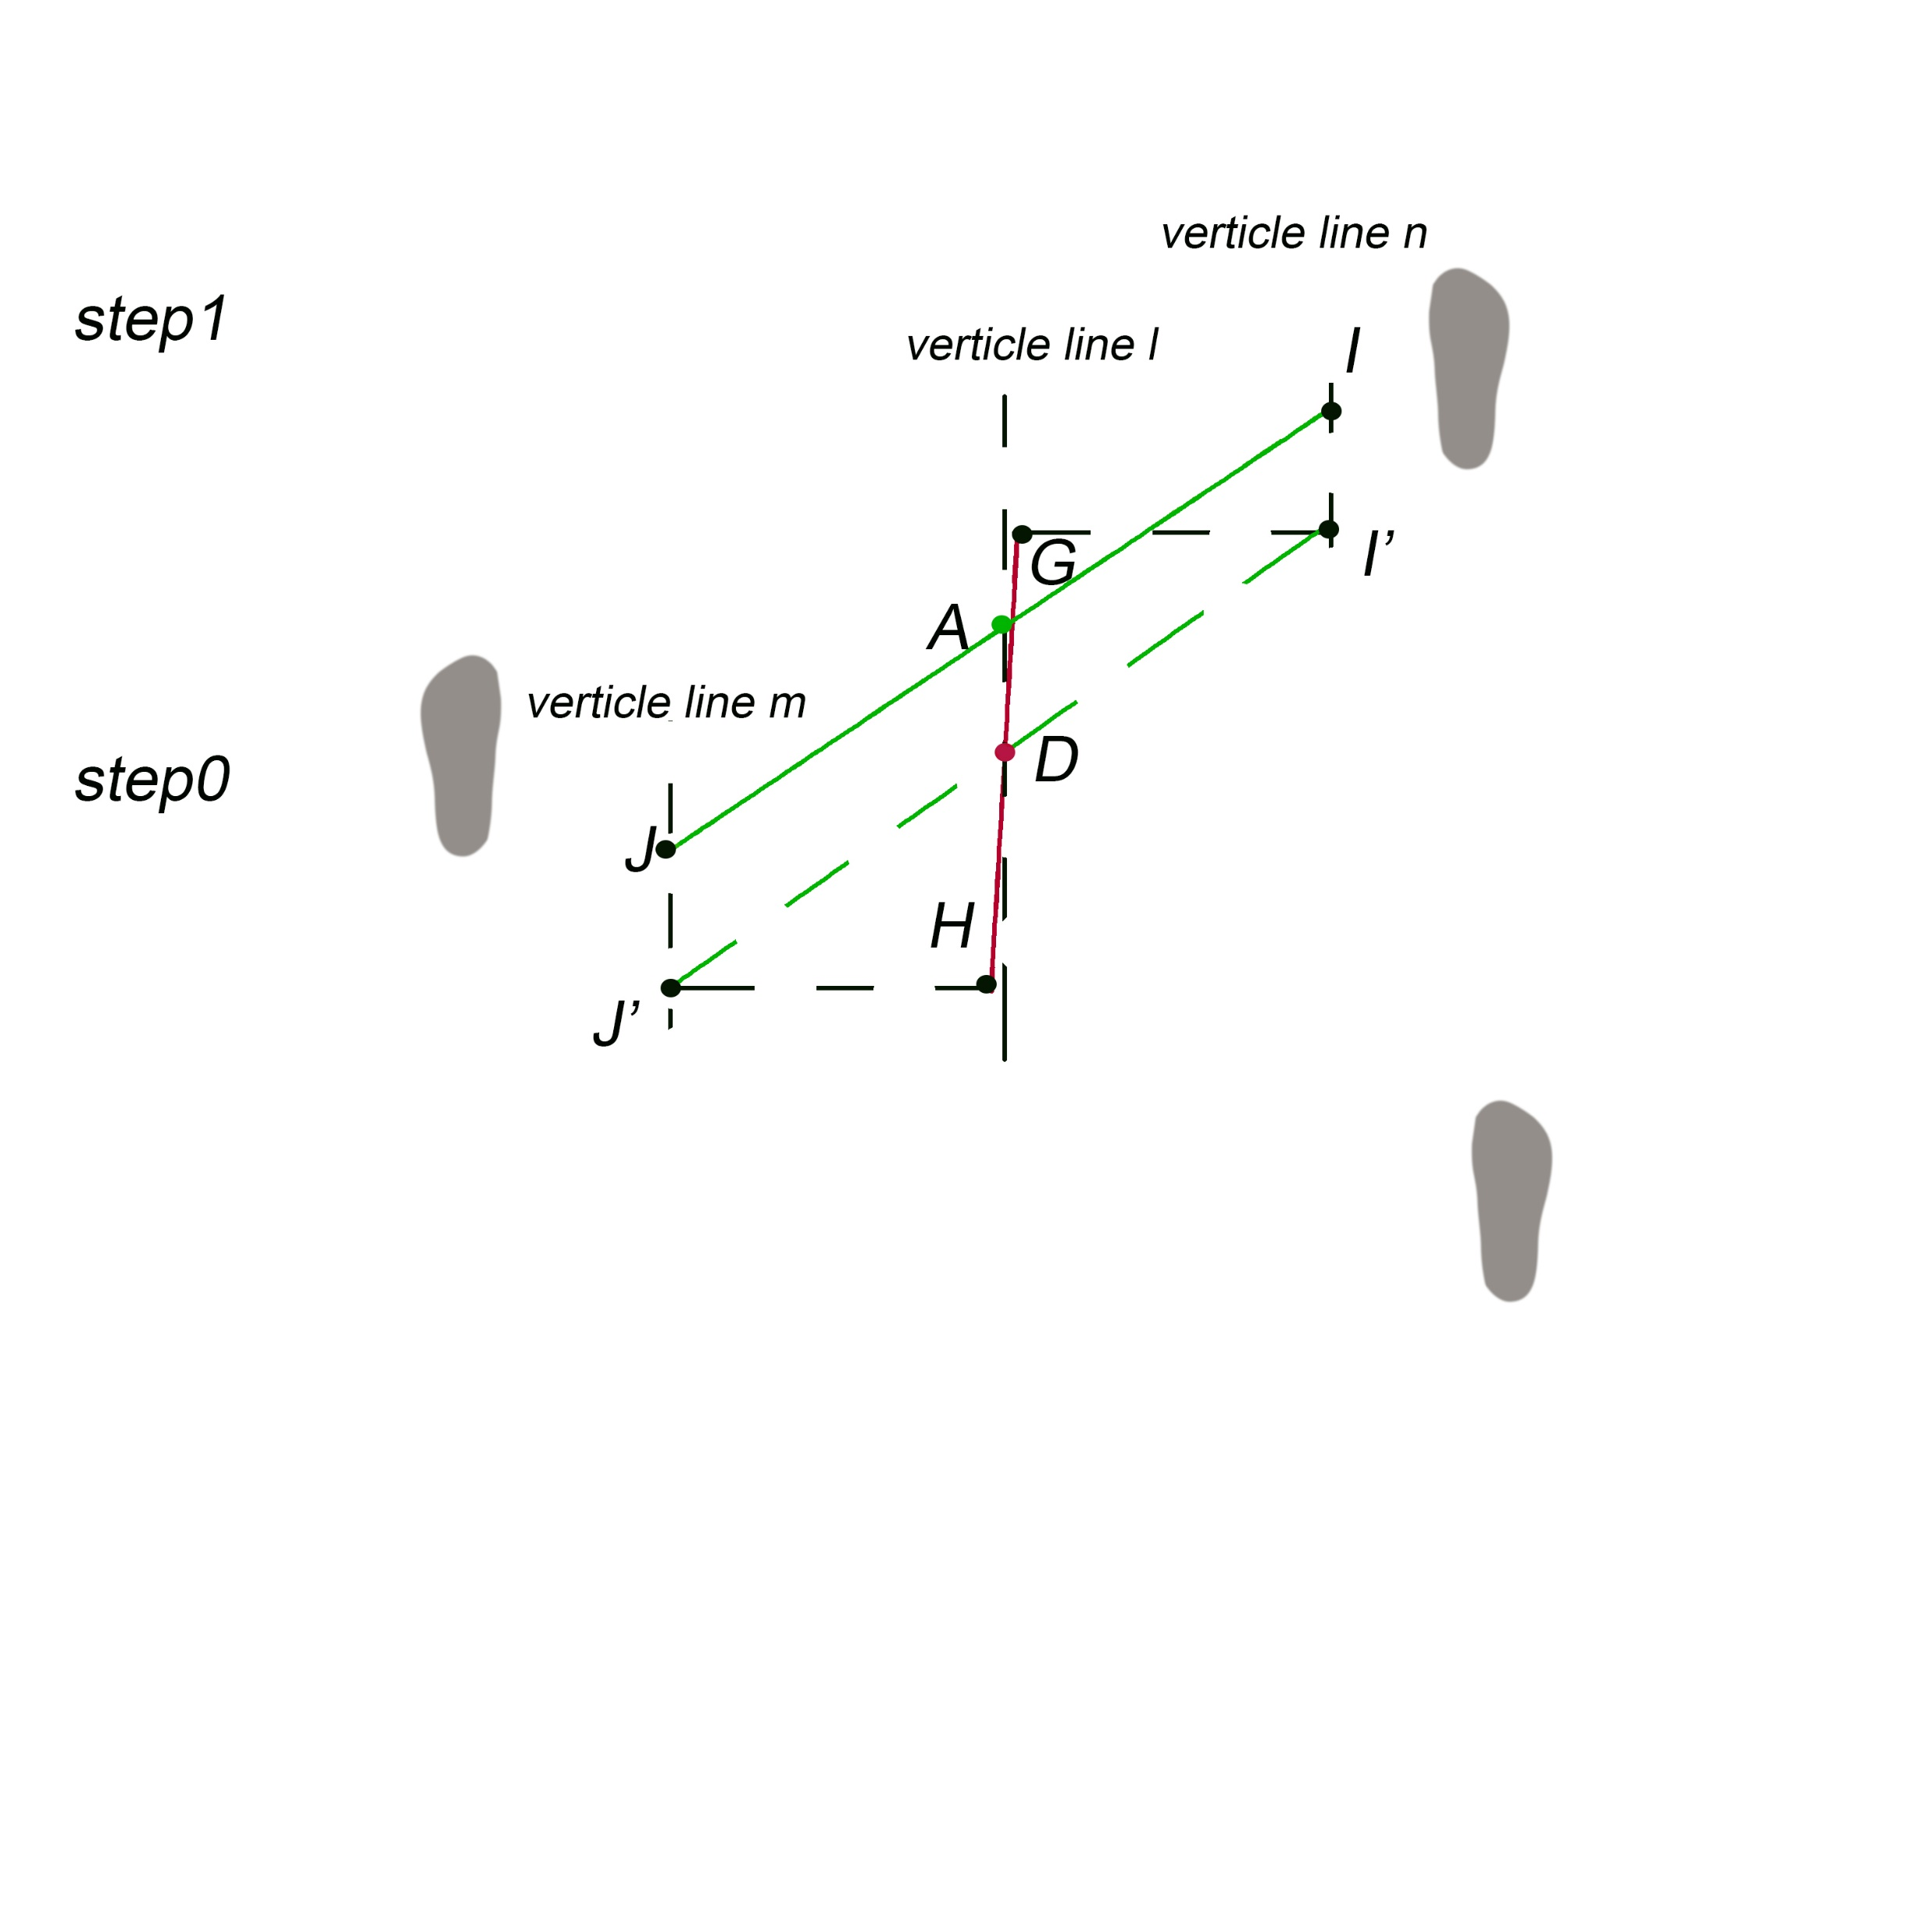 verticle line n
step1
verticle line l
I
G
I'
A
verticle line m
step0
D
J
H
J'